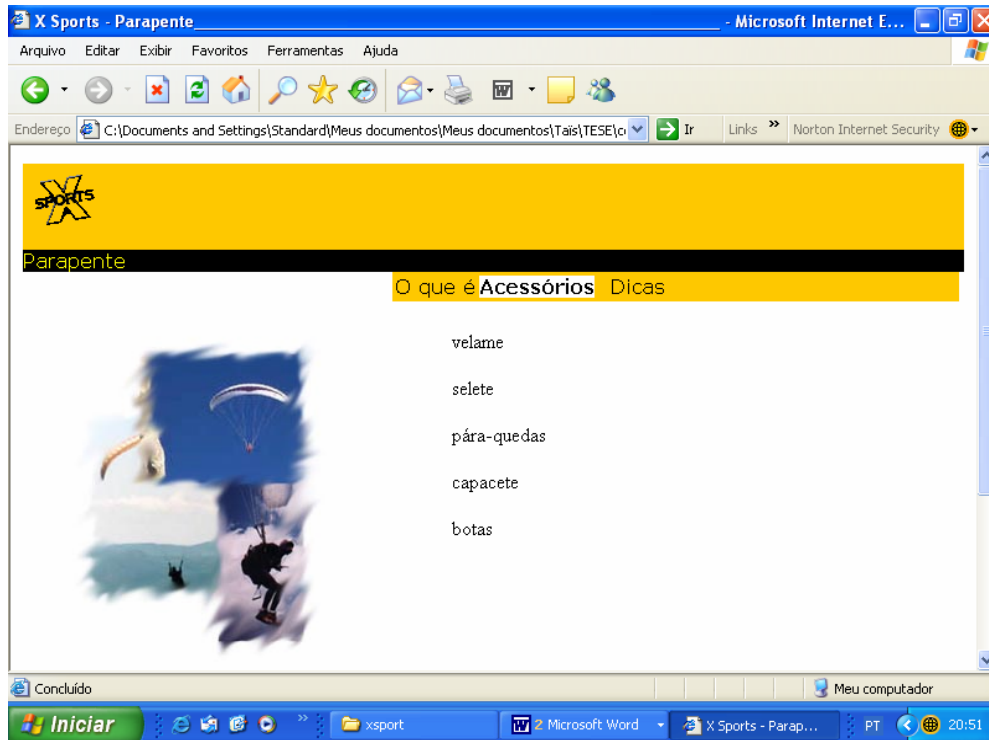 X Sports - Parapente - Microsoft Internet E...
Arquivo Editar Exibir Favoritos Ferramentas Ajuda
Endereço C:\Documents and Settings\Standard\Meus documentos\Meus documentos\Taïs\TESE\c Ir Links » Norton Internet Security
X SPORTS
Parapente
O que é Acessórios Dicas
velame
selete
pára-quedas
capacete
botas
Concluído Meu computador
Iniciar » xsport 2 Microsoft Word X Sports - Parap... PT 20:51